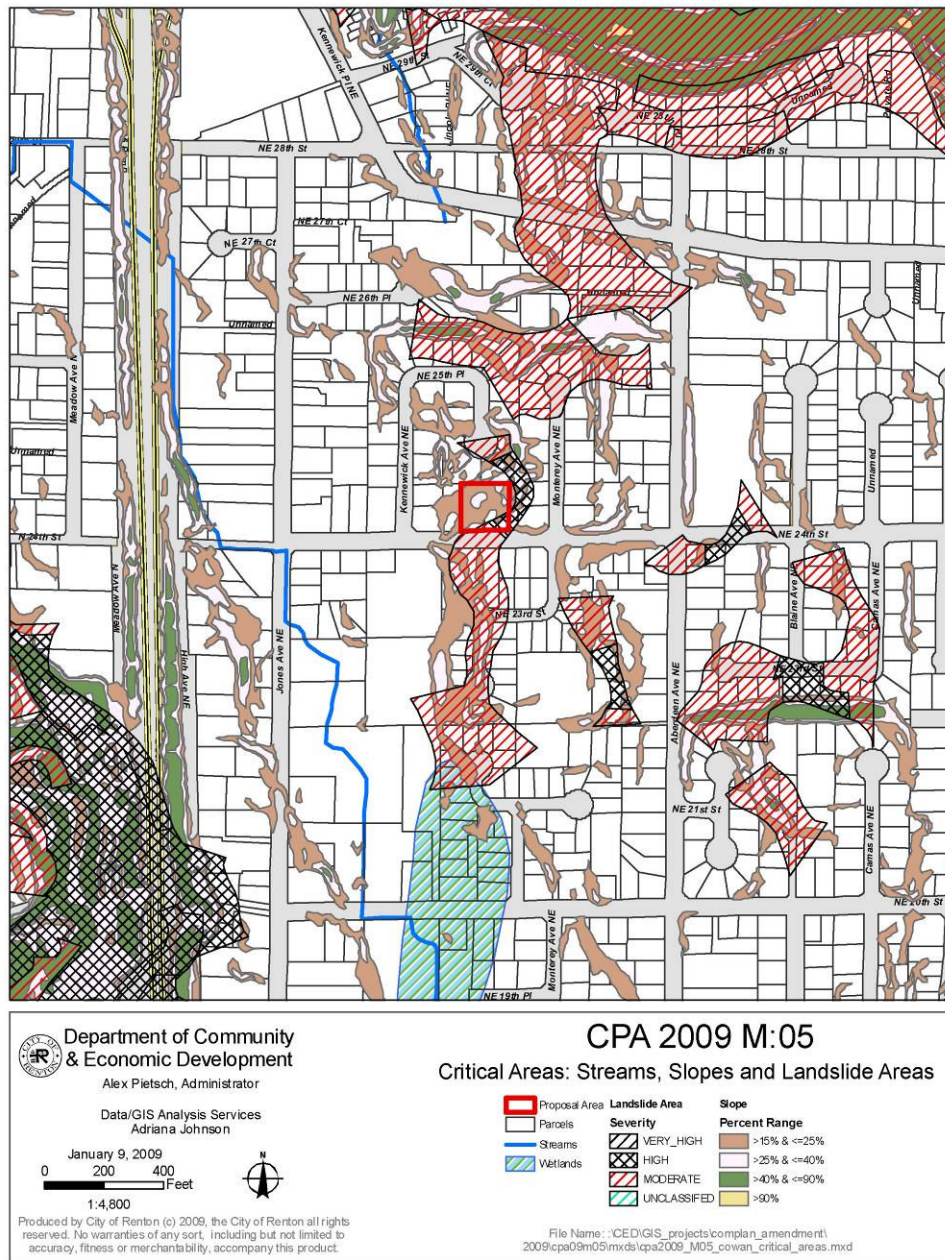 Kennewick Pl NE
NE 29th St
NE 29th Ct
Unnamed
Private Rd
NE 28th St
NE 28th St
NE 27th Ct
NE 27th Ct
Unnamed
NE 26th Pl
Unnamed
Unnamed
Meadow Ave N
NE 25th Pl
Kennewick Ave NE
Monterey Ave NE
Unnamed
Unnamed
N 24th St
NE 24th St
Meadow Ave N
Jones Ave NE
High Ave NE
NE 23rd St
Aberdeen Ave NE
Blaine Ave NE
Camas Ave NE
NE 21st St
Camas Ave NE
NE 20th St
Monterey Ave NE
NE 19th Pl
CITY OF RENTON
Department of Community
& Economic Development
Alex Pietsch, Administrator
Data/GIS Analysis Services
Adriana Johnson
January 9, 2009
0 200 400
Feet
1:4,800
N
Produced by City of Renton (c) 2009, the City of Renton all rights
reserved. No warranties of any sort, including but not limited to
accuracy, fitness or merchantability, accompany this product.
CPA 2009 M:05
Critical Areas: Streams, Slopes and Landslide Areas
Proposal Area
Parcels
Streams
Wetlands
Landslide Area
Severity
VERY_HIGH
HIGH
MODERATE
UNCLASSIFED
Slope
Percent Range
>15% & <=25%
>25% & <=40%
>40% & <=90%
>90%
File Name: :\CED\GIS_projects\complan_amendment\
2009\cpa09m05\mxds\cpa2009_M05_cowan_critical_areas.mxd